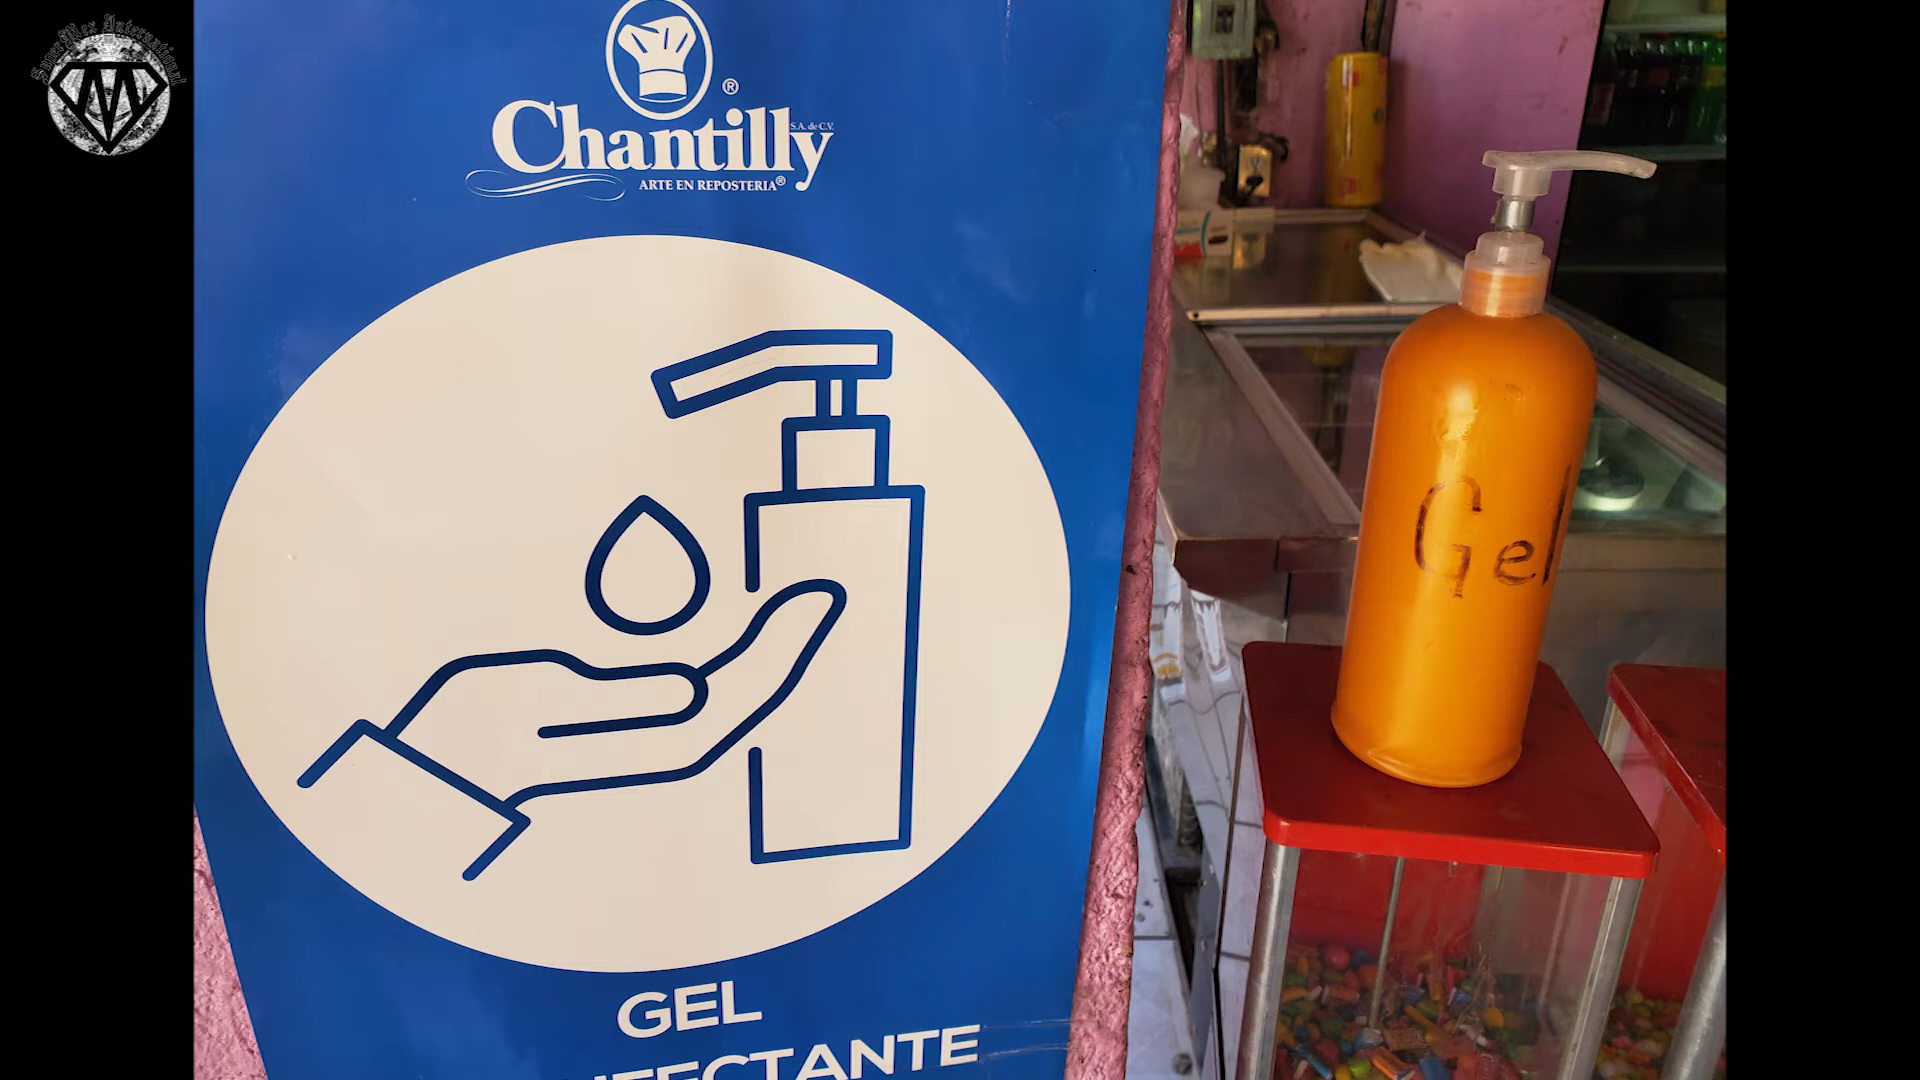 Chantilly
S.A. de C.V.
ARTE EN REPOSTERIA®
GEL
Gel